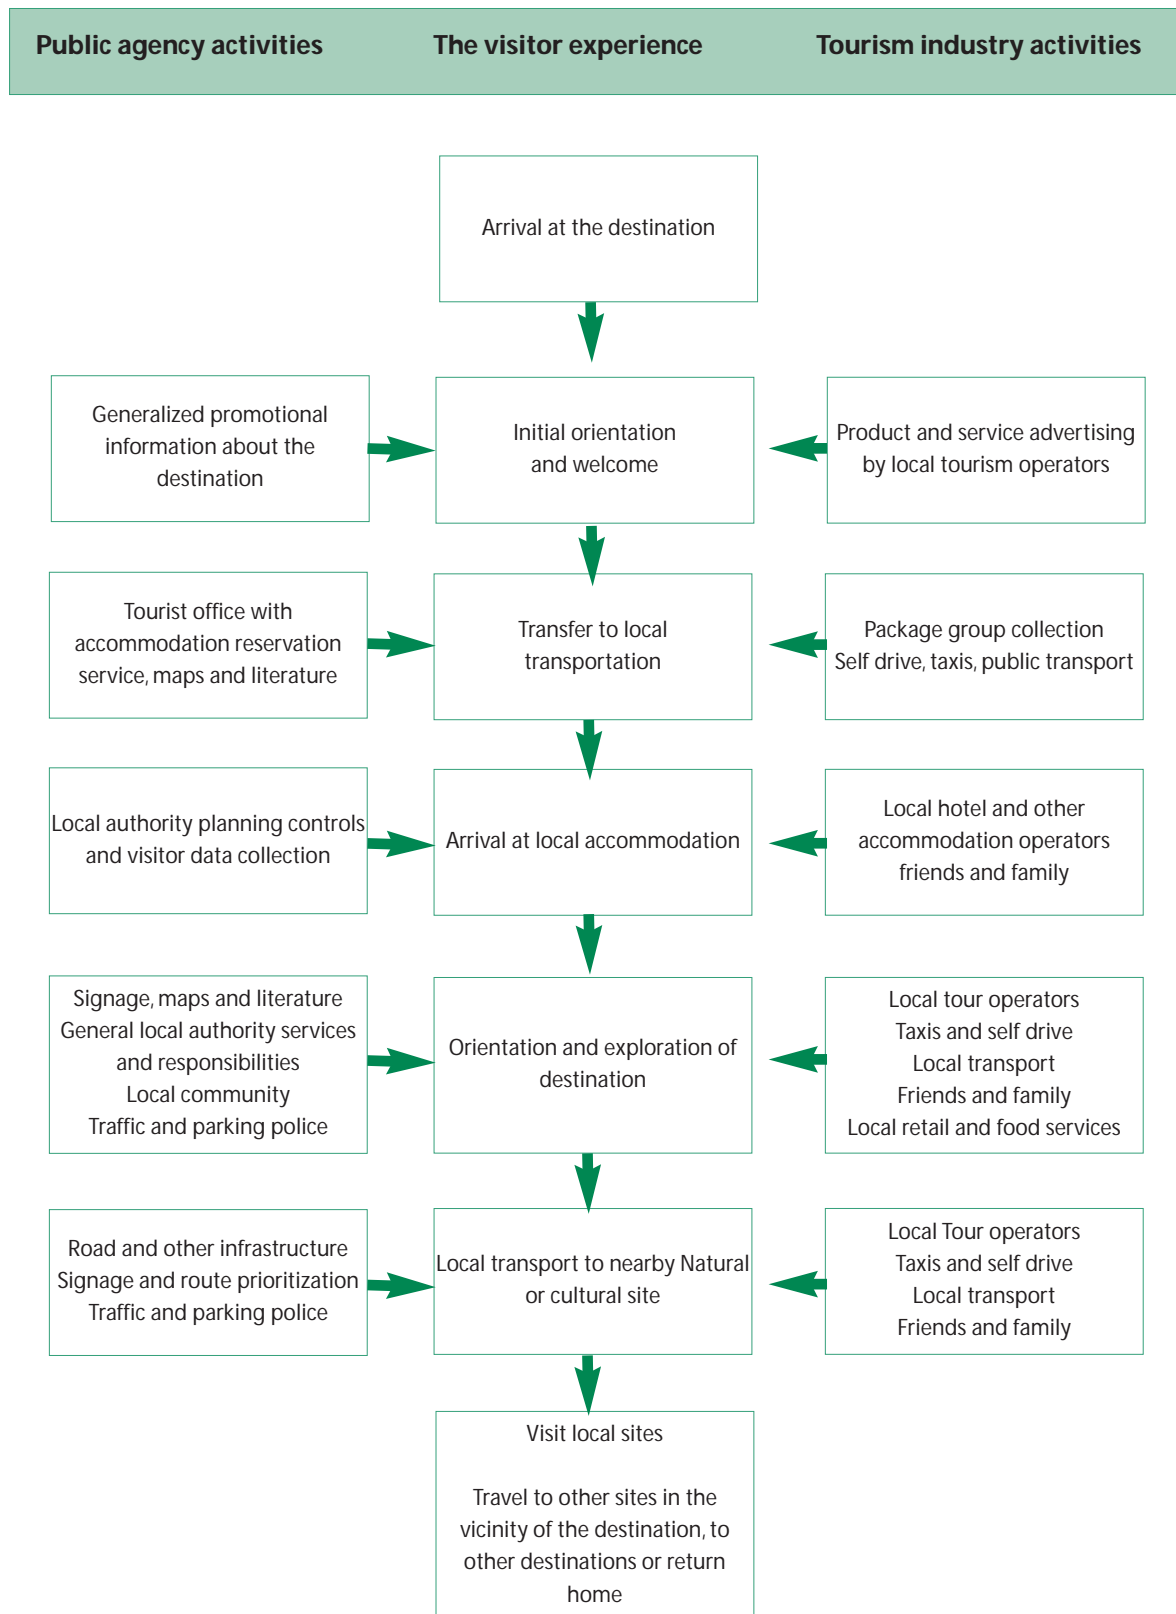 Public agency activities
The visitor experience
Tourism industry activities
Arrival at the destination
Generalized promotional
information about the
destination
Initial orientation
and welcome
Product and service advertising
by local tourism operators
Tourist office with
accommodation reservation
service, maps and literature
Transfer to local
transportation
Package group collection
Self drive, taxis, public transport
Local authority planning controls
and visitor data collection
Arrival at local accommodation
Local hotel and other
accommodation operators
friends and family
Signage, maps and literature
General local authority services
and responsibilities
Local community
Traffic and parking police
Orientation and exploration of
destination
Local tour operators
Taxis and self drive
Local transport
Friends and family
Local retail and food services
Road and other infrastructure
Signage and route prioritization
Traffic and parking police
Local transport to nearby Natural
or cultural site
Local Tour operators
Taxis and self drive
Local transport
Friends and family
Visit local sites
Travel to other sites in the
vicinity of the destination, to
other destinations or return
home